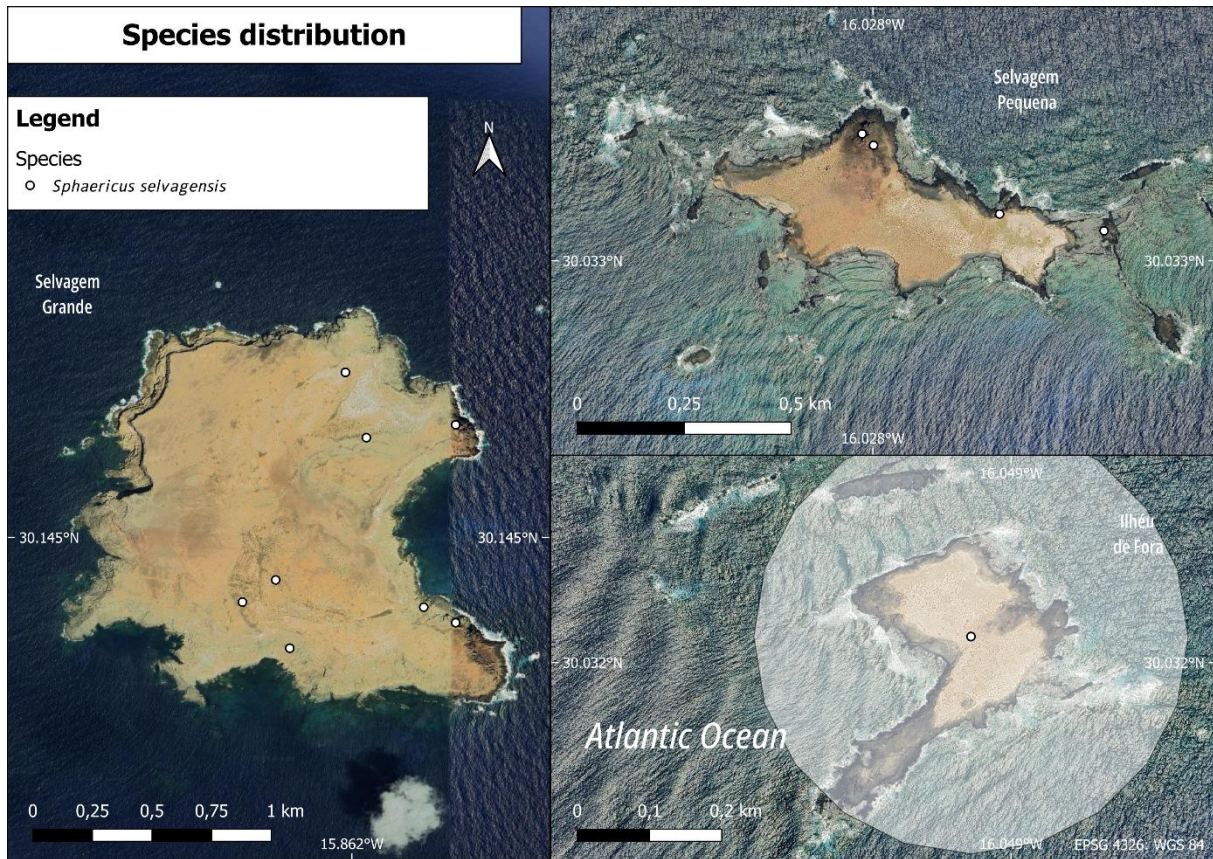 Species distribution
Legend
Species
Sphaericus selvagensis
N
Selvagem
Grande
30.145°N
30.145°N
0 0,25 0,5 0,75 1 km
15.862°W
16.028°W
Selvagem
Pequena
30.033°N
30.033°N
0 0,25 0,5 km
16.028°W
16.049°W
Ilhéu
de Fora
30.032°N
30.032°N
Atlantic Ocean
0 0,1 0,2 km
16.049°W
EPSG 4326: WGS 84